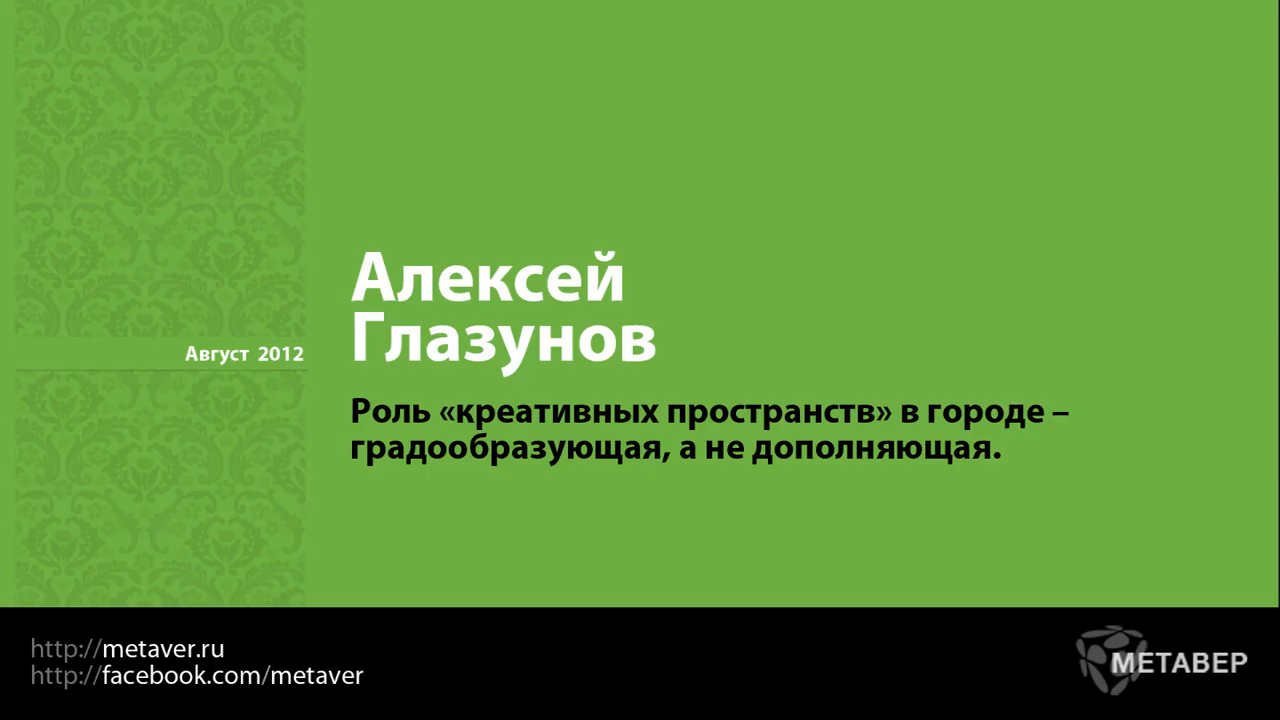 Алексей
Глазунов
Август 2012
Роль «креативных пространств» в городе –
градообразующая, а не дополняющая.
http://metaver.ru
http://facebook.com/metaver
МЕТАВЕР